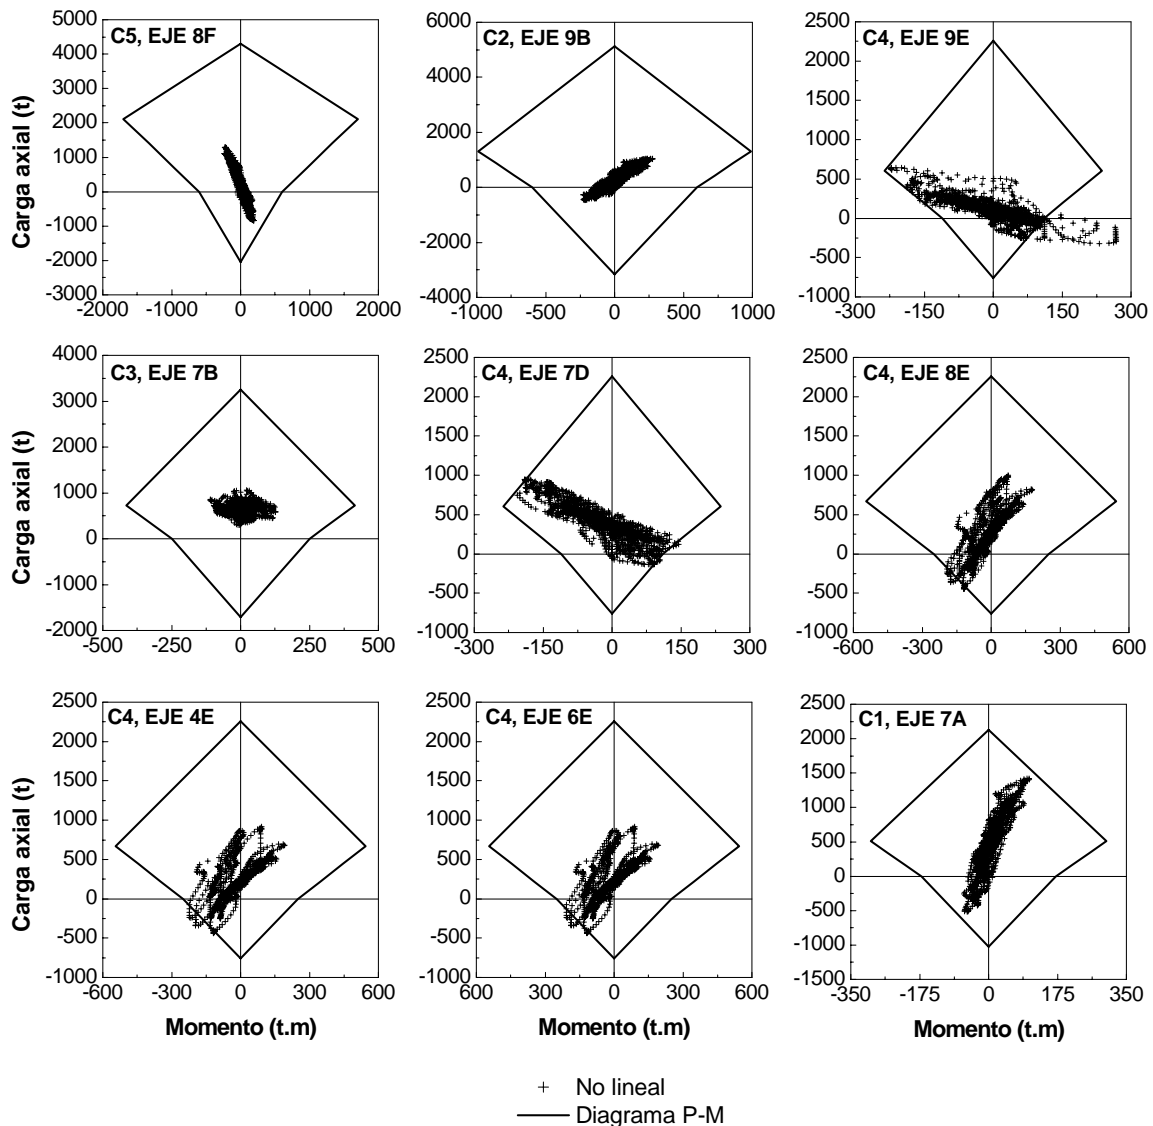 C5, EJE 8F
5000
4000
3000
2000
1000
0
-1000
-2000
-3000
-2000 -1000 0 1000 2000
Carga axial (t)
C2, EJE 9B
6000
4000
2000
0
-2000
-4000
-1000 -500 0 500 1000
C4, EJE 9E
2500
2000
1500
1000
500
0
-500
-1000
-300 -150 0 150 300
C3, EJE 7B
4000
3000
2000
1000
0
-1000
-2000
-500 -250 0 250 500
Carga axial (t)
C4, EJE 7D
2500
2000
1500
1000
500
0
-500
-1000
-300 -150 0 150 300
C4, EJE 8E
2500
2000
1500
1000
500
0
-500
-1000
-600 -300 0 300 600
C4, EJE 4E
2500
2000
1500
1000
500
0
-500
-1000
-600 -300 0 300 600
Carga axial (t)
Momento (t.m)
C4, EJE 6E
2500
2000
1500
1000
500
0
-500
-1000
-600 -300 0 300 600
Momento (t.m)
C1, EJE 7A
2500
2000
1500
1000
500
0
-500
-1000
-1500
-350 -175 0 175 350
Momento (t.m)
No lineal
Diagrama P-M